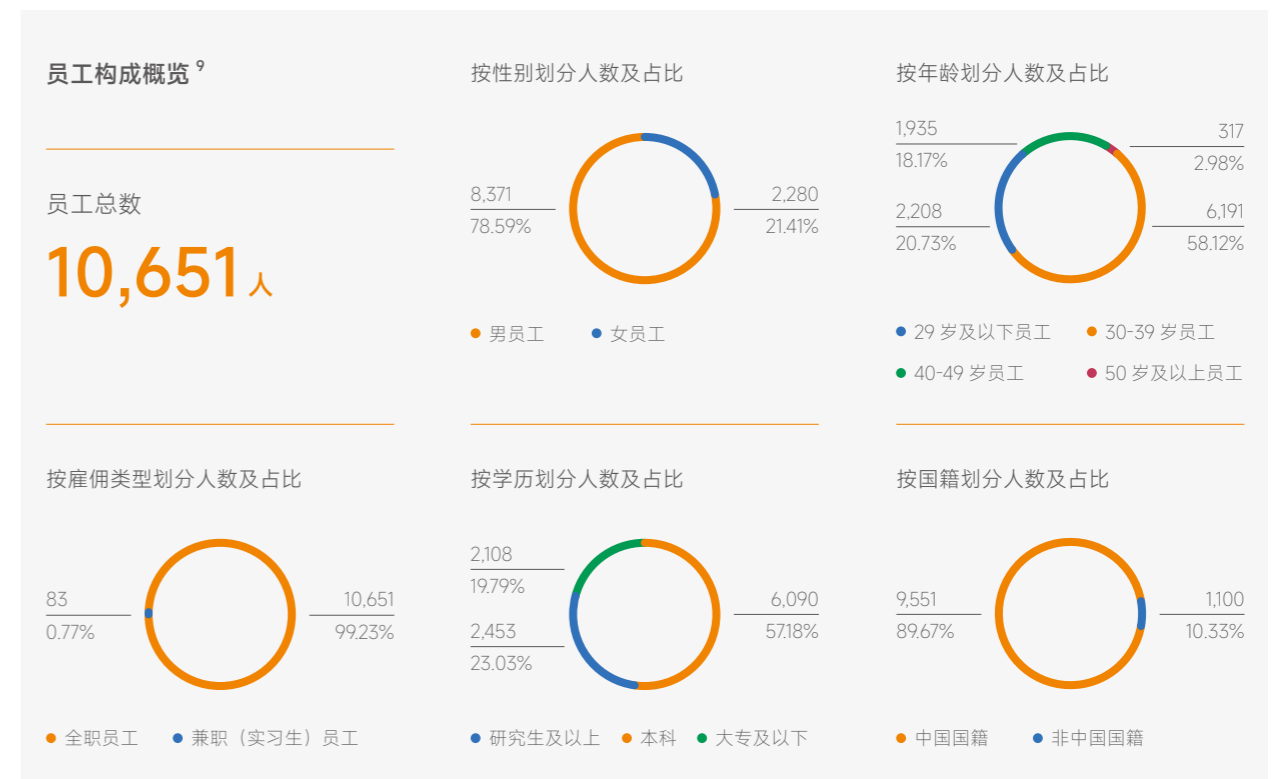 员工构成概览 9
员工总数
10,651 人
按性别划分人数及占比
8,371
78.59%
2,280
21.41%
男员工 女员工
按年龄划分人数及占比
1,935
18.17%
317
2.98%
2,208
20.73%
6,191
58.12%
29 岁及以下员工 30-39 岁员工
40-49 岁员工 50 岁及以上员工
按雇佣类型划分人数及占比
83
0.77%
10,651
99.23%
全职员工 兼职（实习生）员工
按学历划分人数及占比
2,108
19.79%
2,453
23.03%
6,090
57.18%
研究生及以上 本科 大专及以下
按国籍划分人数及占比
9,551
89.67%
1,100
10.33%
中国国籍 非中国国籍